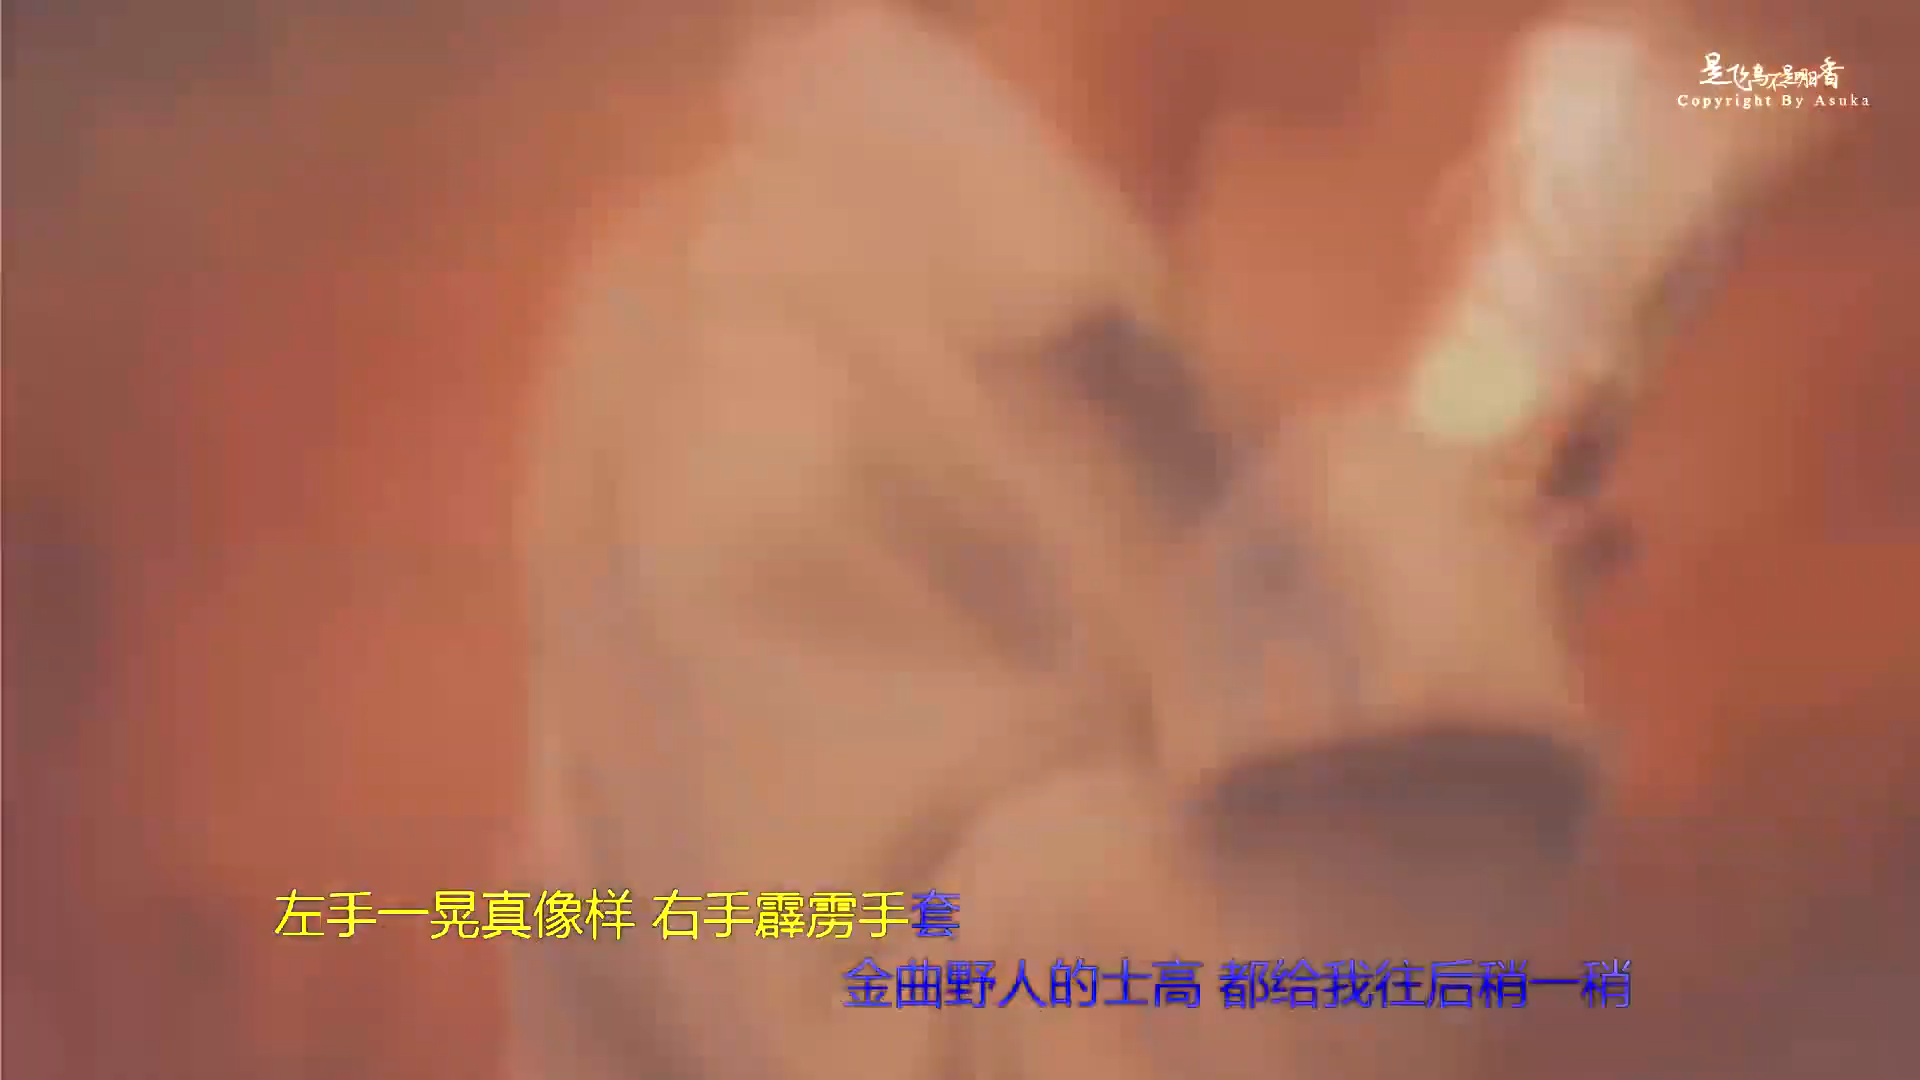 是飞鸟不是明日香
Copyright By Asuka
左手一晃真像样 右手霹雳手套
金曲野人的士高 都给我往后稍一稍